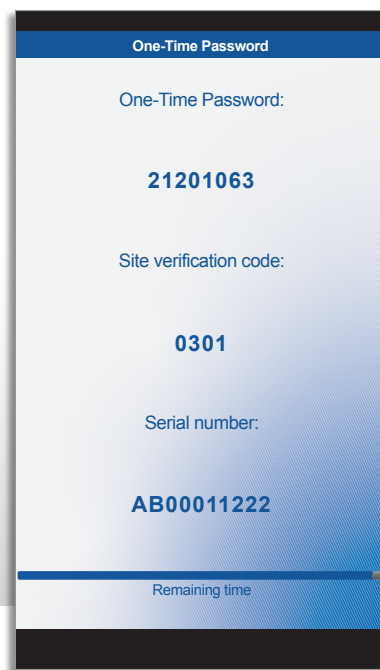 One-Time Password
One-Time Password:
21201063
Site verification code:
0301
Serial number:
AB00011222
Remaining time